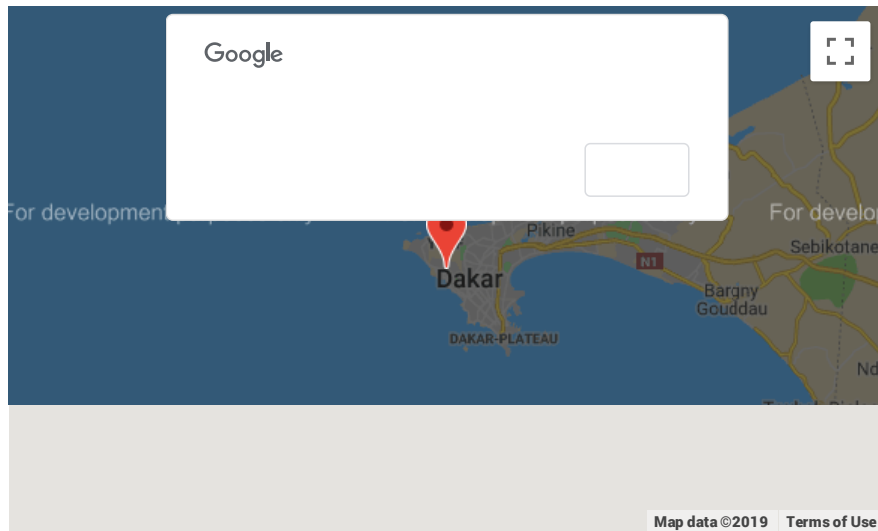 Google
For development
For develo
Pikine
Sebikotane
N1
Dakar
Bargny
Gouddau
DAKAR-PLATEAU
Nd
Map data ©2019 Terms of Use